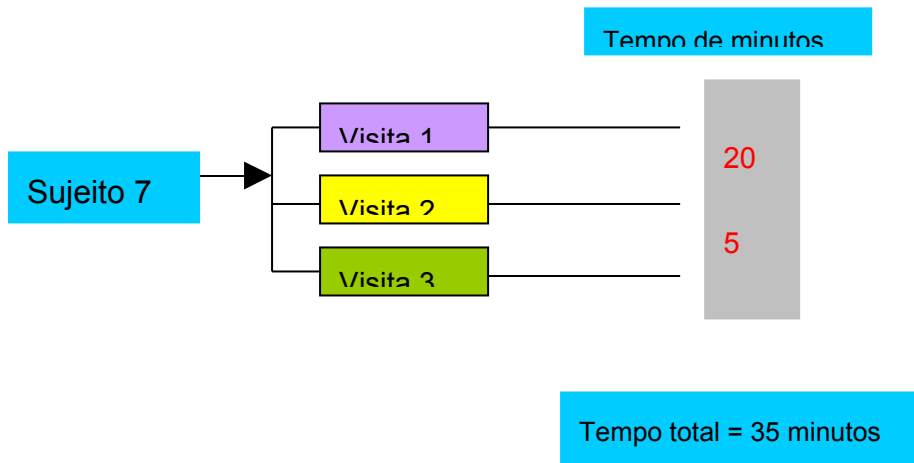 Tempo de minutos
Visita 1
20
Sujeito 7
Visita 2
5
Visita 3
Tempo total = 35 minutos